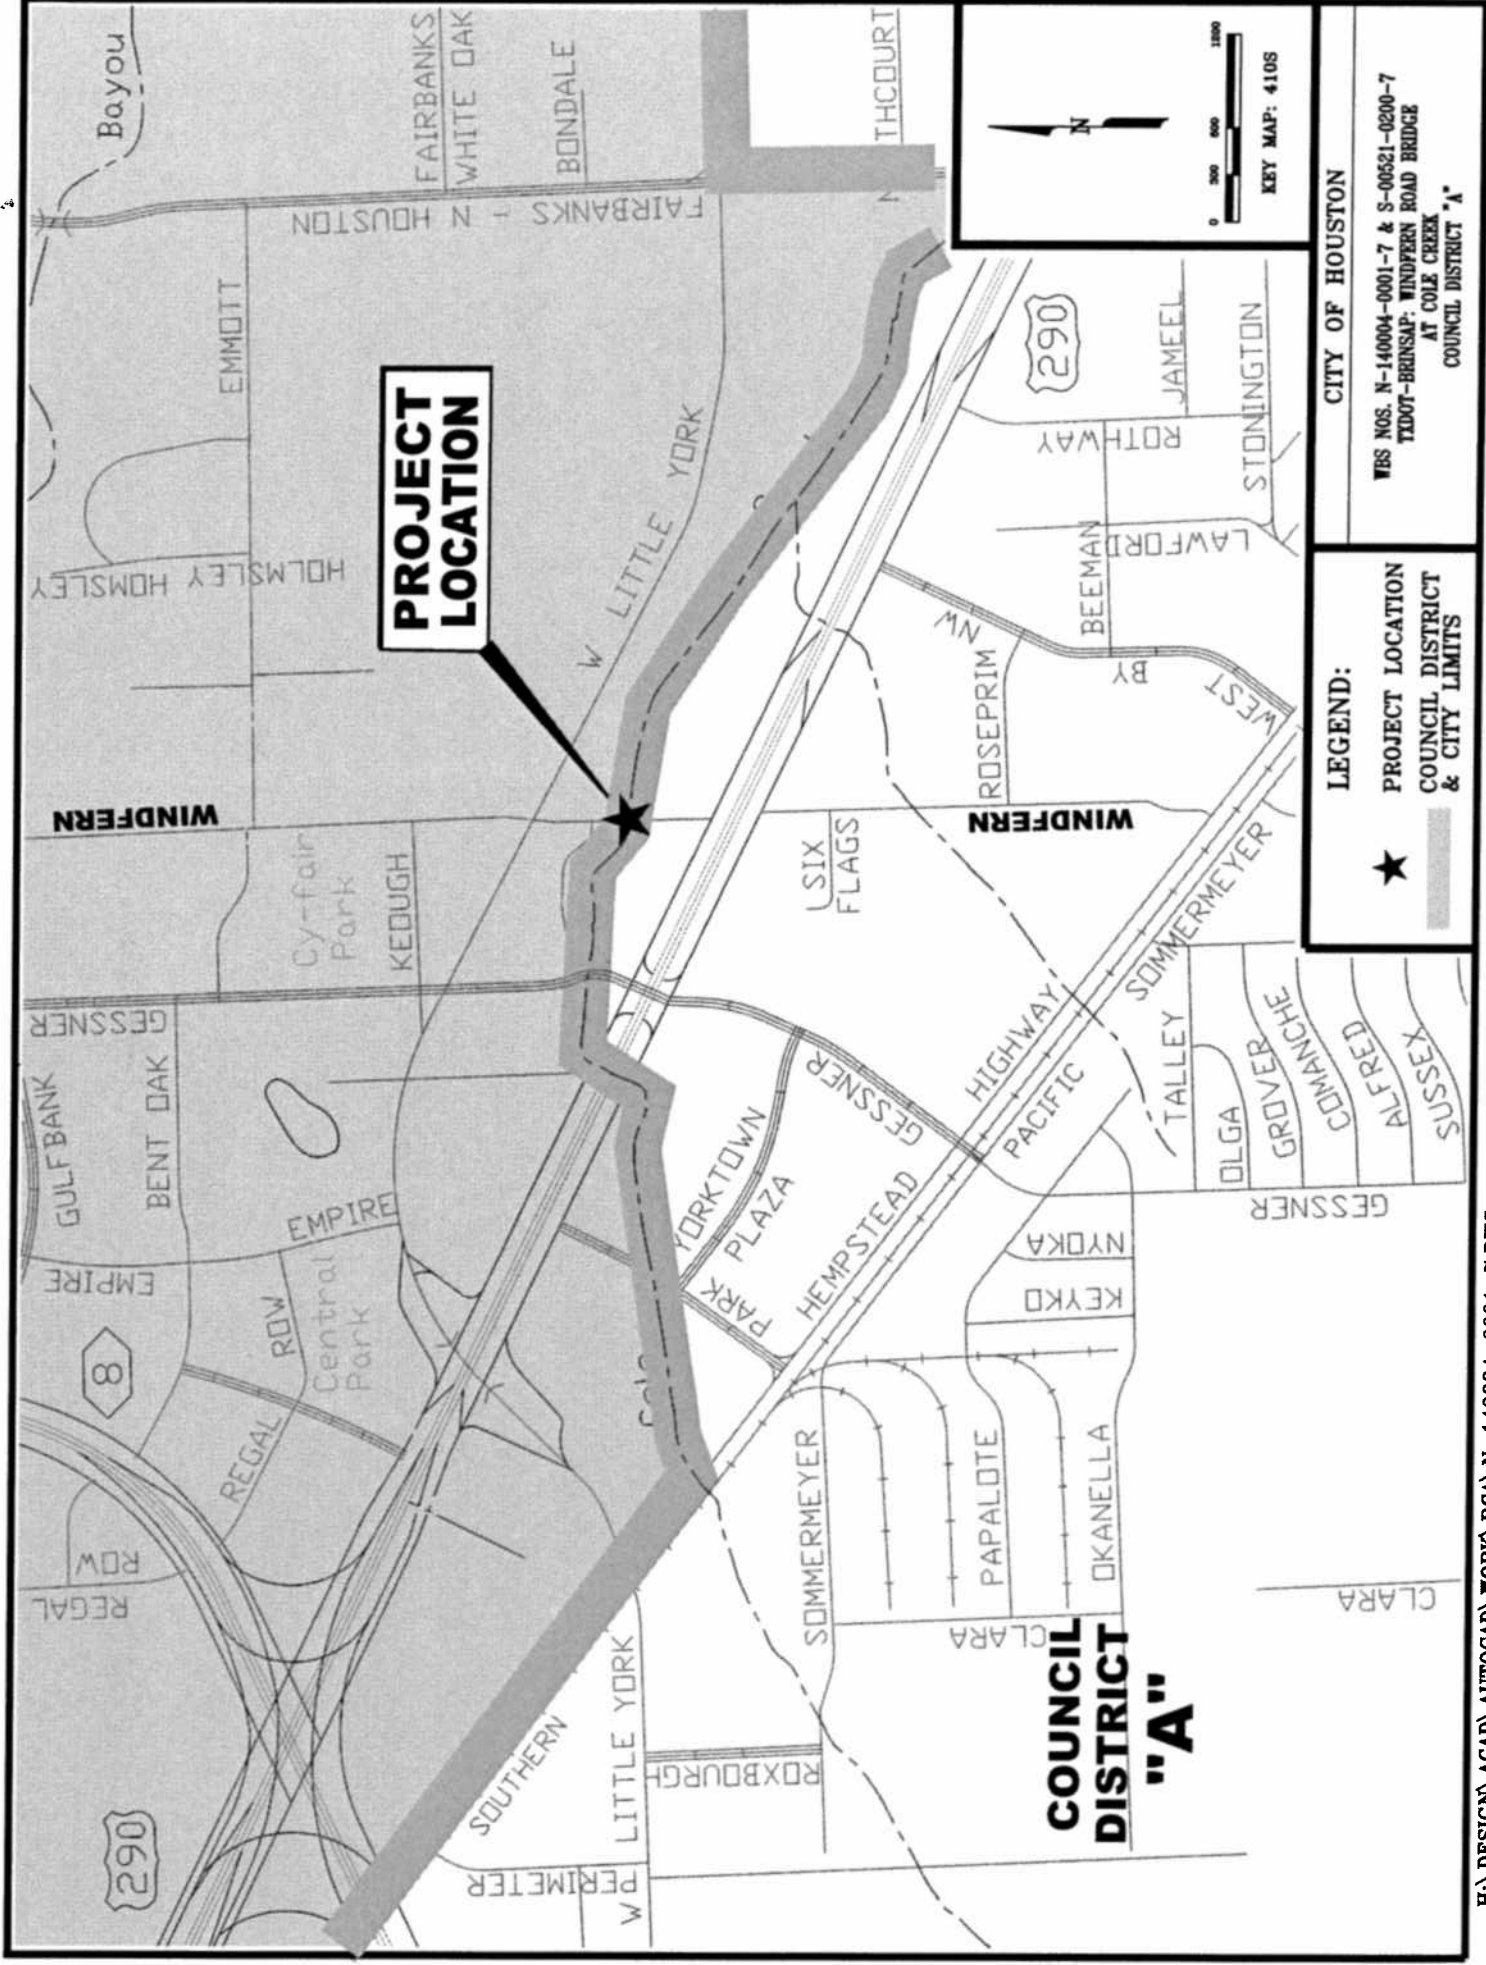 Bayou
FAIRBANKS
WHITE OAK
BONDALE
THCOURT
FAIRBANKS - N HOUSTON
N
EMMOTT
HOLMSLEY HOMSLEY
PROJECT
LOCATION
W LITTLE YORK
WINDFERN
Cy-fair
Park
KEOUGH
GESSNER
GULFBANK
BENT OAK
EMPIRE
EMPIRE
ROW
Central
Park
8
REGAL
ROW
REGAL
290
290
JAMEEL
ROTHWAY
STONINGTON
LAWFORD
BEEMAN
NW
BY
WEST
ROSEPRIM
WINDFERN
SIX
FLAGS
SOMMERMEYER
HIGHWAY
PACIFIC
GESSNER
YORKTOWN
PLAZA
PARK
HEMPSTEAD
TALLEY
OLGA
GROVER
COMANCHE
ALFRED
SUSSEX
GESSNER
NYOKA
KEYKO
SOMMERMEYER
PAPALOTE
OKANELLA
CLARA
CLARA
COUNCIL
DISTRICT
"A"
SOUTHERN
W LITTLE YORK
ROXBOURGH
PERIMETER
N
0 300 600 1200
KEY MAP: 410S
LEGEND:
PROJECT LOCATION
COUNCIL DISTRICT
& CITY LIMITS
CITY OF HOUSTON
WBS NOS. N-140004-0001-7 & S-00521-0200-7
TXDOT-BRINSAP: WINDFERN ROAD BRIDGE
AT COLE CREEK
COUNCIL DISTRICT "A"